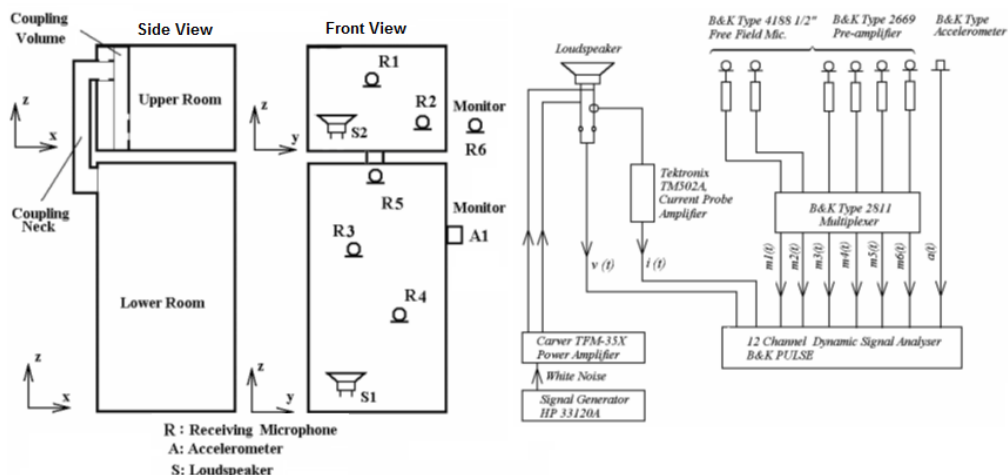 Coupling
Volume
Side View
Front View
z
x
Upper Room
z
y
R1
R2
S2
Monitor
R6
Coupling
Neck
R5
Monitor
A1
R3
R4
Lower Room
z
x
z
y
S1
R : Receiving Microphone
A: Accelerometer
S: Loudspeaker
Loudspeaker
B&K Type 4188 1/2"
Free Field Mic.
B&K Type 2669
Pre-amplifier
B&K Type
Accelerometer
Tektronix
TM502A,
Current Probe
Amplifier
B&K Type 2811
Multiplexer
v (t)
i (t)
m1(t)
m2(t)
m3(t)
m4(t)
m5(t)
m6(t)
a(t)
Carver TFM-35X
Power Amplifier
12 Channel Dynamic Signal Analyser
B&K PULSE
White Noise
Signal Generator
HP 33120A